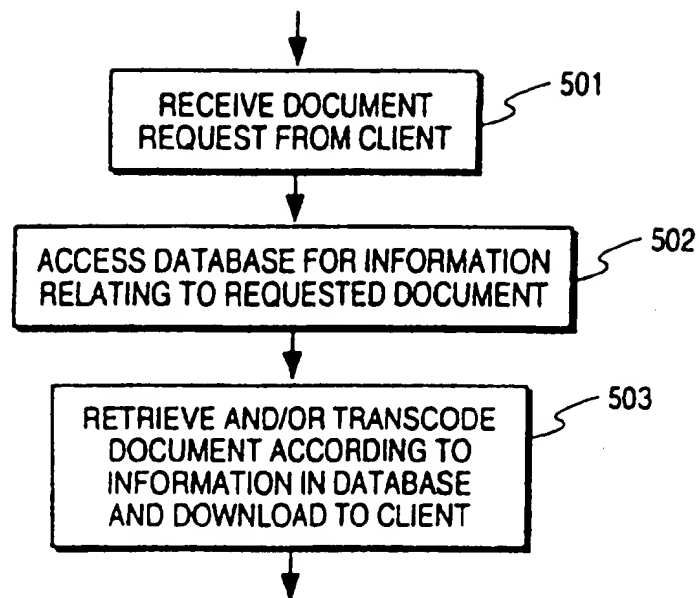 RECEIVE DOCUMENT
REQUEST FROM CLIENT
501
ACCESS DATABASE FOR INFORMATION
RELATING TO REQUESTED DOCUMENT
502
RETRIEVE AND/OR TRANSCODE
DOCUMENT ACCORDING TO
INFORMATION IN DATABASE
AND DOWNLOAD TO CLIENT
503